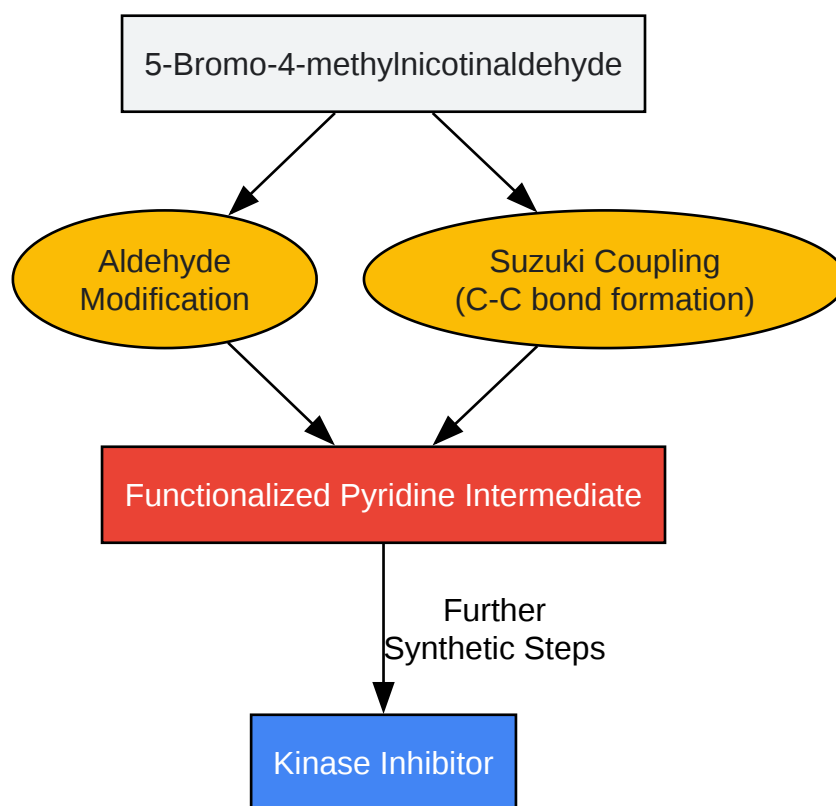 5-Bromo-4-methylnicotinaldehyde
Aldehyde
Modification
Suzuki Coupling
(C-C bond formation)
Functionalized Pyridine Intermediate
Further
Synthetic Steps
Kinase Inhibitor